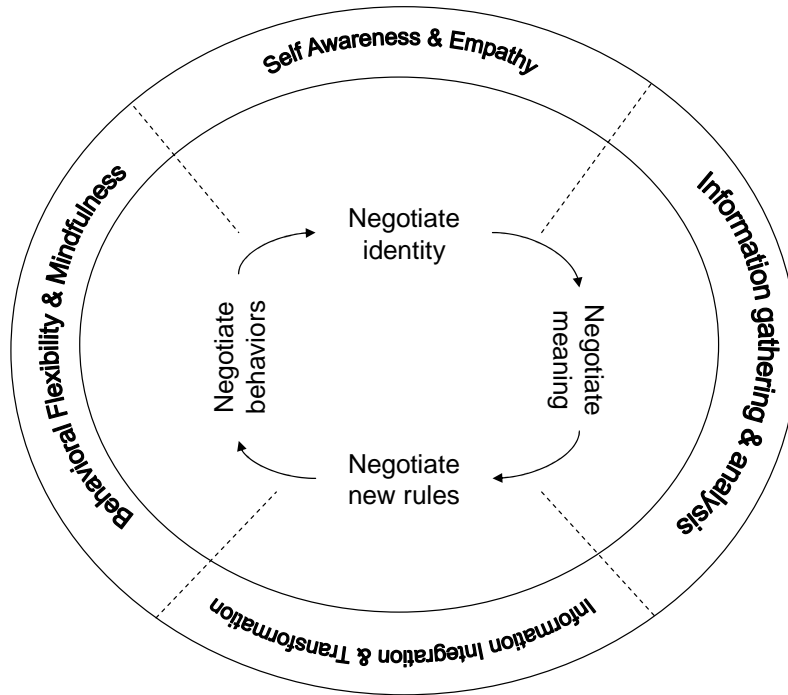 Self Awareness & Empathy
Information gathering & analysis
Information Integration & Transformation
Behavioral Flexibility & Mindfulness
Negotiate
identity
Negotiate
meaning
Negotiate
new rules
Negotiate
behaviors